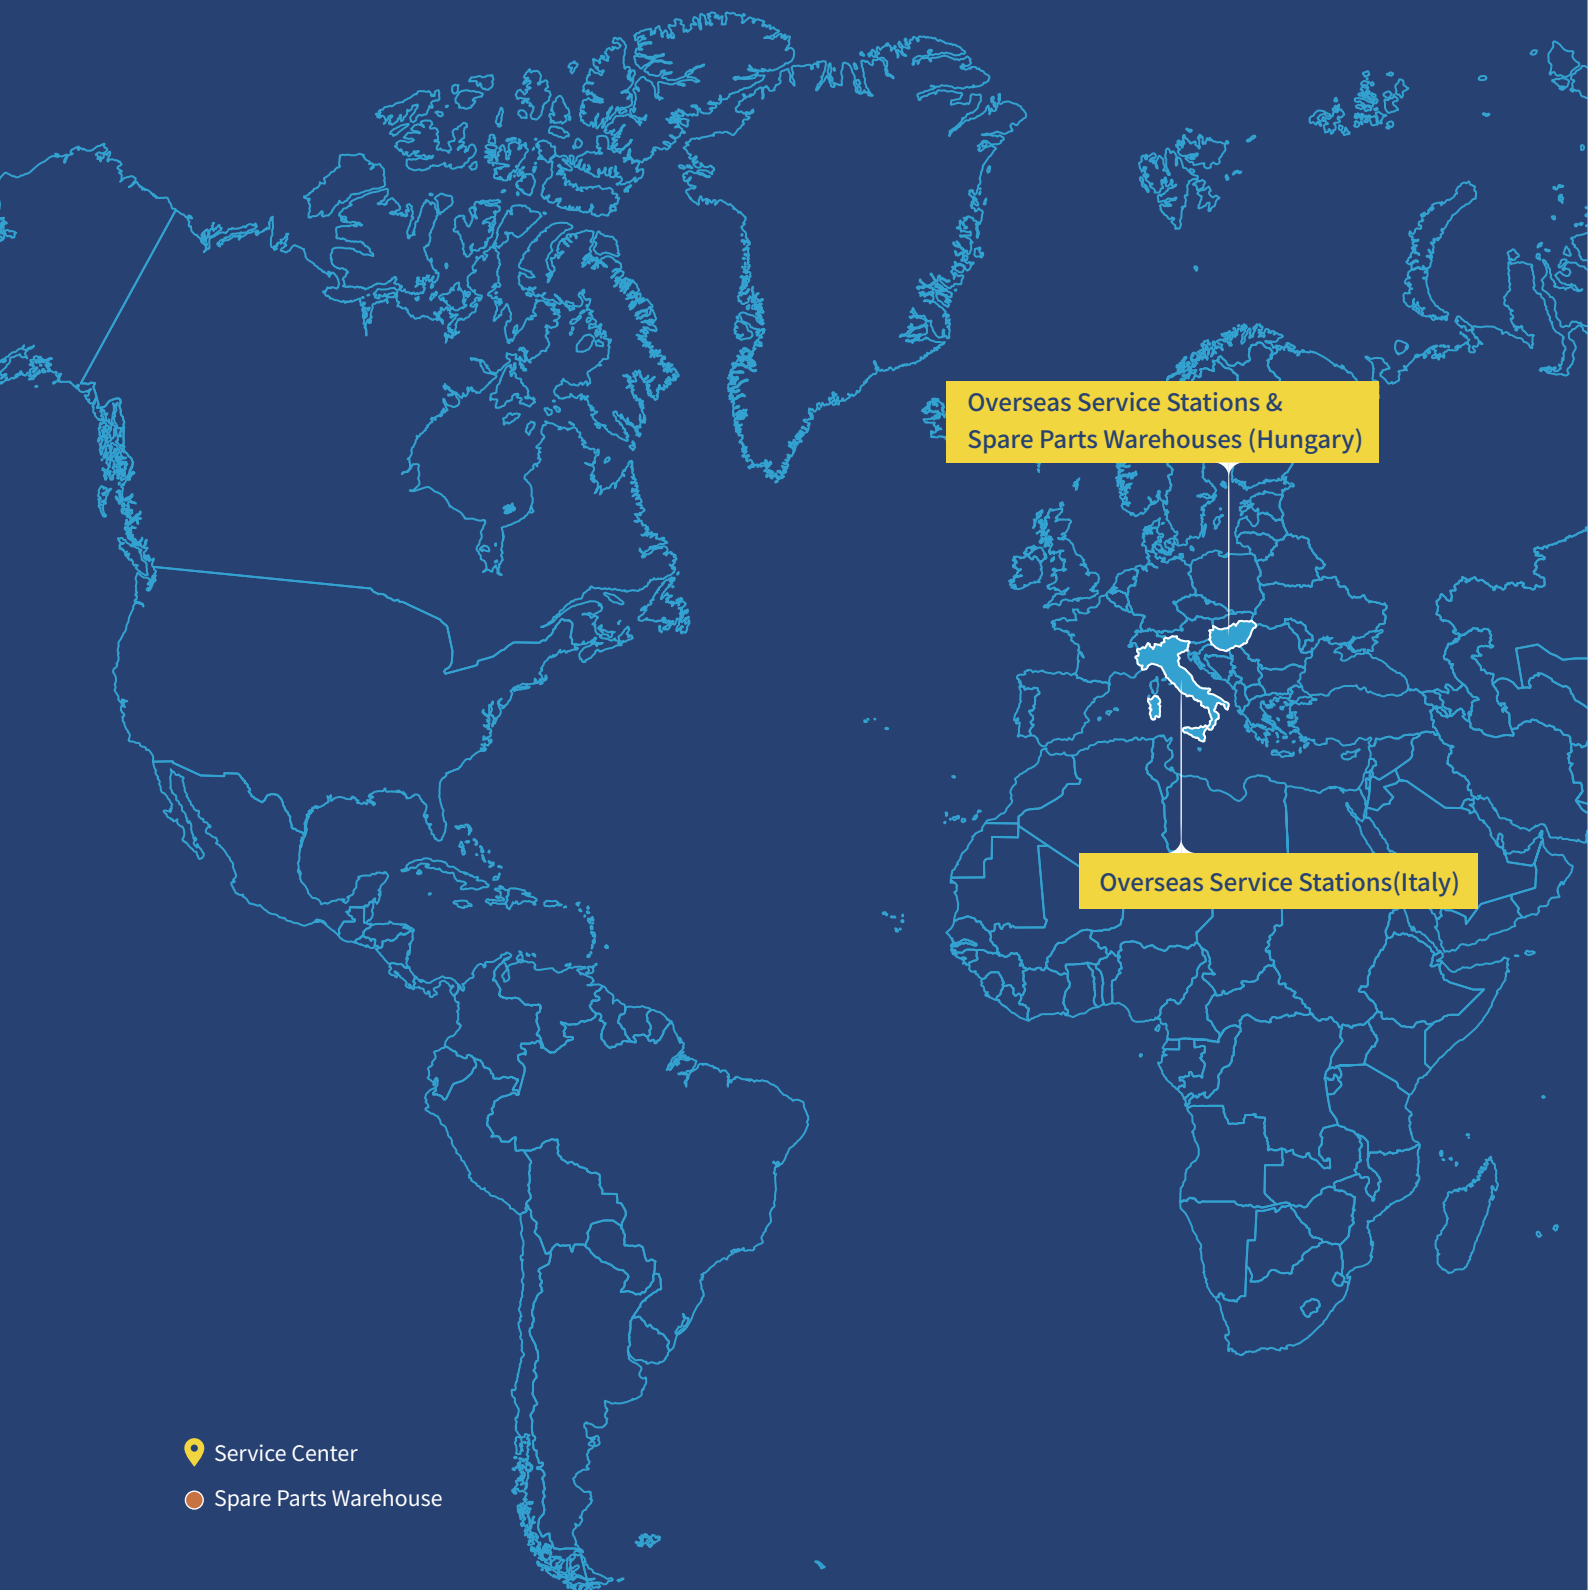 Overseas Service Stations &
Spare Parts Warehouses (Hungary)
Overseas Service Stations(Italy)
Service Center
Spare Parts Warehouse